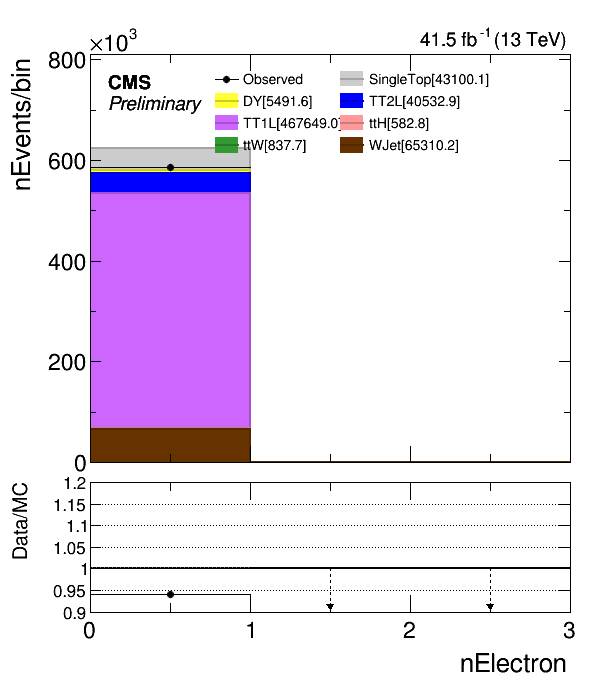 ×10³
41.5 fb⁻¹ (13 TeV)
nEvents/bin
800
600
400
200
0
CMS
Preliminary
Observed
SingleTop[43100.1]
DY[5491.6]
TT2L[40532.9]
TT1L[467649.0]
ttH[582.8]
ttW[837.7]
WJet[65310.2]
Data/MC
1.2
1.15
1.1
1.05
1
0.95
0.9
0 1 2 3
nElectron